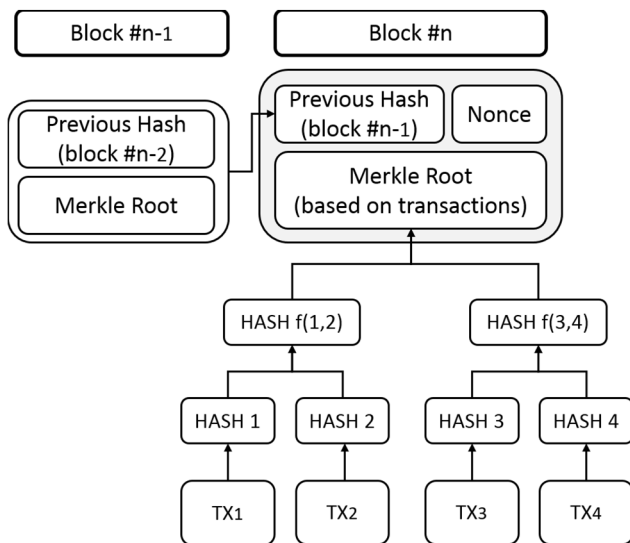 Block #n-1
Block #n
Previous Hash
(block #n-2)
Merkle Root
Previous Hash
(block #n-1)
Nonce
Merkle Root
(based on transactions)
HASH f(1,2)
HASH f(3,4)
HASH 1
HASH 2
HASH 3
HASH 4
TX1
TX2
TX3
TX4